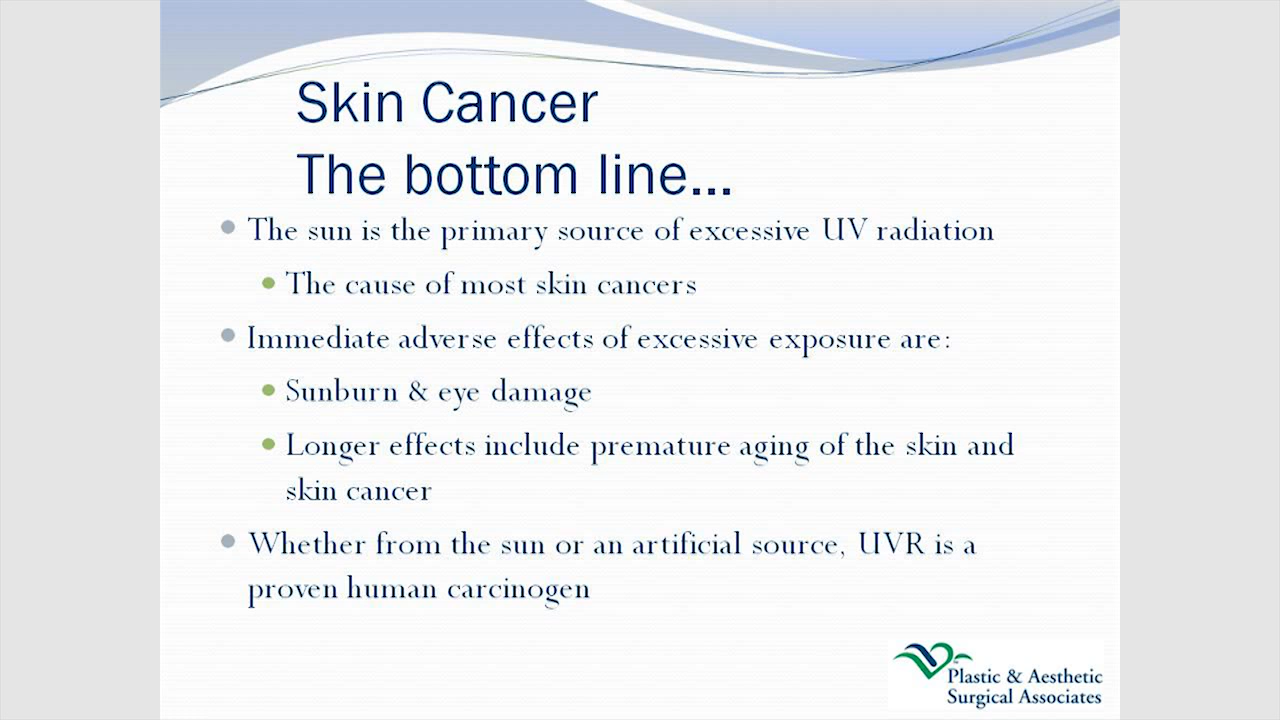 Skin Cancer
The bottom line...
The sun is the primary source of excessive UV radiation
The cause of most skin cancers
Immediate adverse effects of excessive exposure are:
Sunburn & eye damage
Longer effects include premature aging of the skin and
skin cancer
Whether from the sun or an artificial source, UVR is a
proven human carcinogen
Plastic & Aesthetic
Surgical Associates